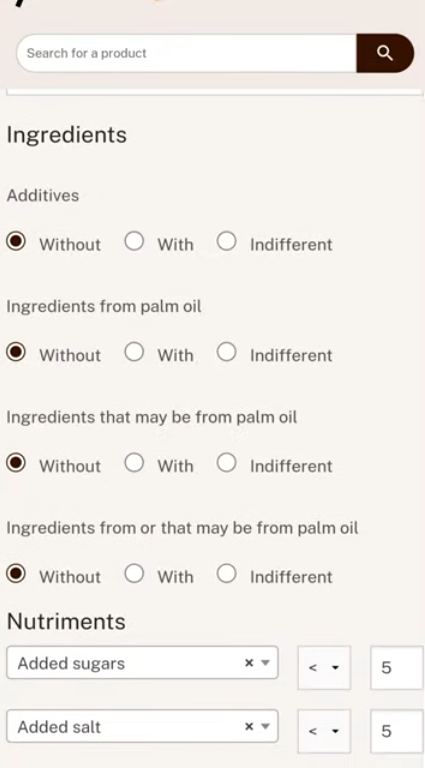 Search for a product
Ingredients
Additives
Without With Indifferent
Ingredients from palm oil
Without With Indifferent
Ingredients that may be from palm oil
Without With Indifferent
Ingredients from or that may be from palm oil
Without With Indifferent
Nutriments
Added sugars × < 5
Added salt × < 5